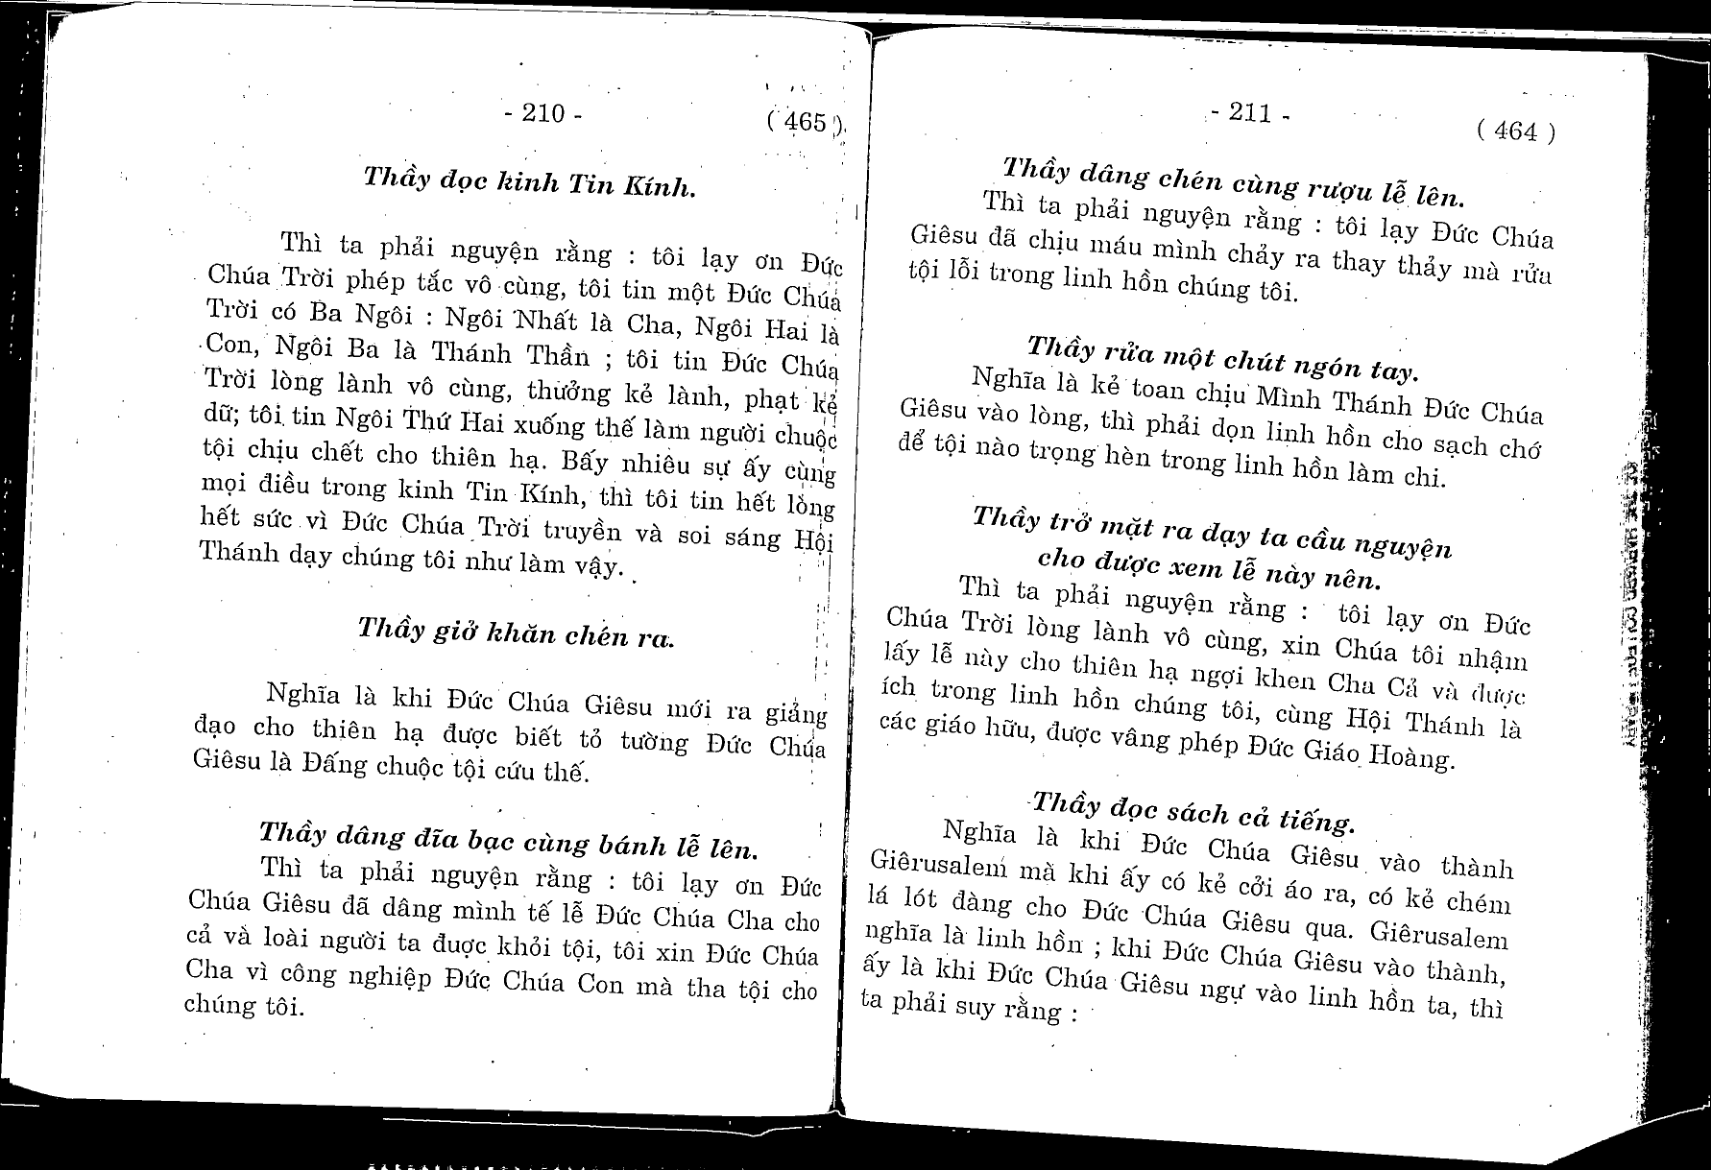 - 210 -
( 465 )
Thầy đọc kinh Tin Kính.
Thì ta phải nguyện rằng : tôi lạy ơn Đức
Chúa Trời phép tắc vô cùng, tôi tin một Đức Chúa
Trời có Ba Ngôi : Ngôi Nhất là Cha, Ngôi Hai là
Con, Ngôi Ba là Thánh Thần ; tôi tin Đức Chúa
Trời lòng lành vô cùng, thưởng kẻ lành, phạt kẻ
dữ; tôi tin Ngôi Thứ Hai xuống thế làm người chuộc
tội chịu chết cho thiên hạ. Bấy nhiêu sự ấy cùng
mọi điều trong kinh Tin Kính, thì tôi tin hết lòng
hết sức vì Đức Chúa Trời truyền và soi sáng Hội
Thánh dạy chúng tôi như làm vậy.
Thầy giở khăn chén ra.
Nghĩa là khi Đức Chúa Giêsu mới ra giảng
đạo cho thiên hạ được biết tỏ tường Đức Chúa
Giêsu là Đấng chuộc tội cứu thế.
Thầy dâng đĩa bạc cùng bánh lễ lên.
Thì ta phải nguyện rằng : tôi lạy ơn Đức
Chúa Giêsu đã dâng mình tế lễ Đức Chúa Cha cho
cả và loài người ta đuợc khỏi tội, tôi xin Đức Chúa
Cha vì công nghiệp Đức Chúa Con mà tha tội cho
chúng tôi.
- 211 -
( 464 )
Thầy dâng chén cùng rượu lễ lên.
Thì ta phải nguyện rằng : tôi lạy Đức Chúa
Giêsu đã chịu máu mình chảy ra thay thảy mà rửa
tội lỗi trong linh hồn chúng tôi.
Thầy rửa một chút ngón tay.
Nghĩa là kẻ toan chịu Mình Thánh Đức Chúa
Giêsu vào lòng, thì phải dọn linh hồn cho sạch chớ
để tội nào trọng hèn trong linh hồn làm chi.
Thầy trở mặt ra dạy ta cầu nguyện
cho được xem lễ này nên.
Thì ta phải nguyện rằng : tôi lạy ơn Đức
Chúa Trời lòng lành vô cùng, xin Chúa tôi nhậm
lấy lễ này cho thiên hạ ngợi khen Cha Cả và được
ích trong linh hồn chúng tôi, cùng Hội Thánh là
các giáo hữu, được vâng phép Đức Giáo Hoàng.
Thầy đọc sách cả tiếng.
Nghĩa là khi Đức Chúa Giêsu vào thành
Giêrusalem mà khi ấy có kẻ cởi áo ra, có kẻ chém
lá lót đàng cho Đức Chúa Giêsu qua. Giêrusalem
nghĩa là linh hồn ; khi Đức Chúa Giêsu vào thành,
ấy là khi Đức Chúa Giêsu ngự vào linh hồn ta, thì
ta phải suy rằng :